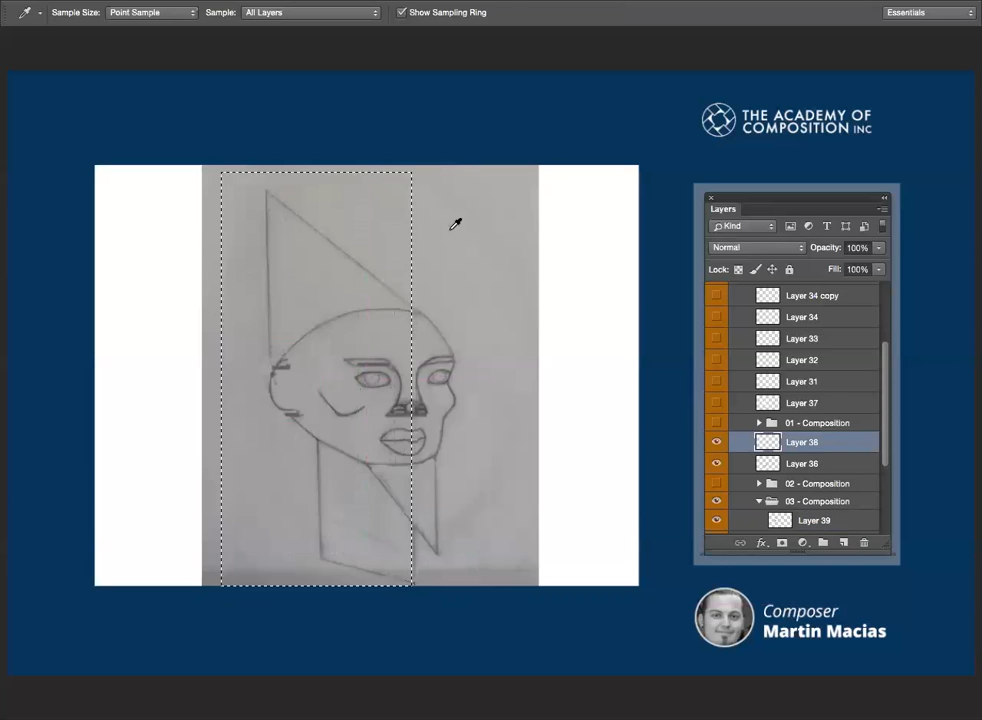 Sample Size: Point Sample Sample: All Layers Show Sampling Ring Essentials
THE ACADEMY OF
COMPOSITION INC
Layers
Kind
Normal Opacity: 100%
Lock: Fill: 100%
Layer 34 copy
Layer 34
Layer 33
Layer 32
Layer 31
Layer 37
01 - Composition
Layer 38
Layer 36
02 - Composition
03 - Composition
Layer 39
fx
Composer
Martin Macias